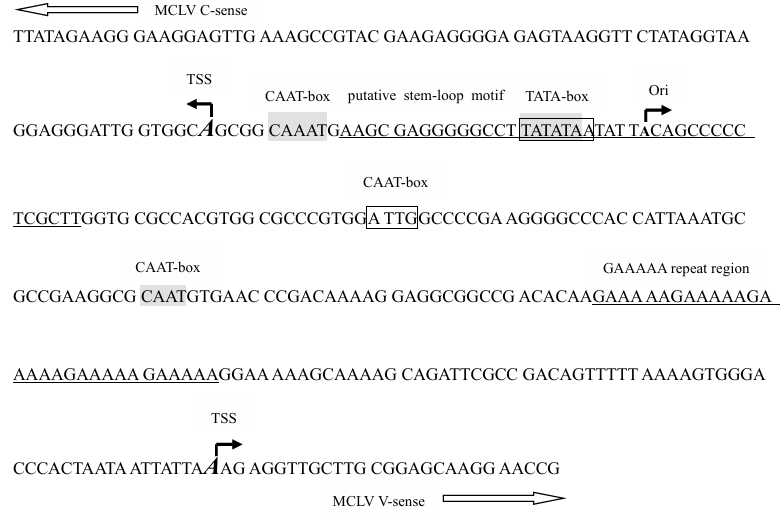 MCLV C-sense
TTATAGAAGG GAAGGAGTTG AAAGCCGTAC GAAGAGGGGA GAGTAAGGTT CTATAGGTAA
TSS
CAAT-box putative stem-loop motif TATA-box Ori
GGAGGGATTG GTGGCAGCGG CAAATGAAGC GAGGGGGCCT TATATAATAT TACAGCCCCC
CAAT-box
TCGCTTGGTG CGCCACGTGG CGCCCGTGGA TTGGCCCCGA AGGGGCCCAC CATTAAATGC
CAAT-box GAAAAA repeat region
GCCGAAGGCG CAATGTGAAC CCGACAAAAG GAGGCGGCCG ACACAAGAAA AAGAAAAAGA
AAAAGAAAAA GAAAAAGGAA AAAGCAAAAG CAGATTCGCC GACAGTTTTT AAAAGTGGGA
TSS
CCCACTAATA ATTATTAAAAG AGGTTGCTTG CGGAGCAAGG AACCG
MCLV V-sense